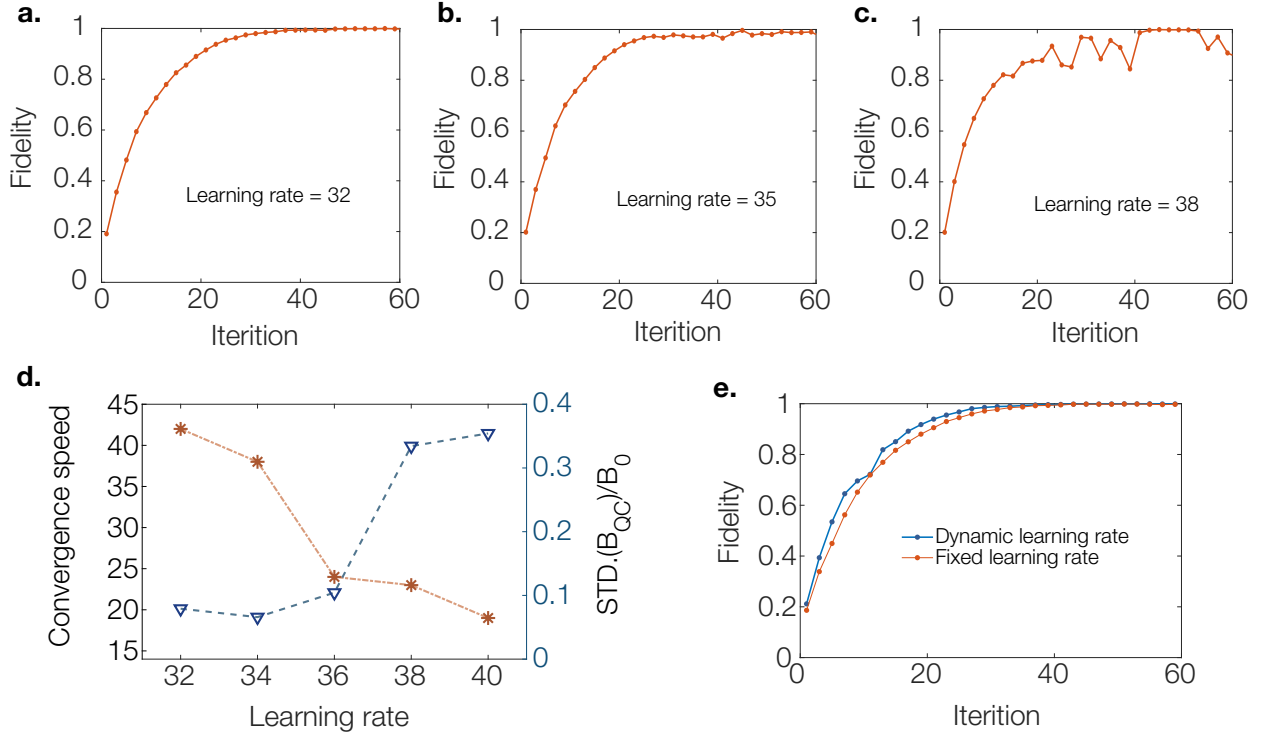 a.
1
0.8
0.6
0.4
0.2
0
Fidelity
Learning rate = 32
0 20 40 60
Iterition
b.
1
0.8
0.6
0.4
0.2
0
Fidelity
Learning rate = 35
0 20 40 60
Iterition
c.
1
0.8
0.6
0.4
0.2
0
Fidelity
Learning rate = 38
0 20 40 60
Iterition
d.
45
40
35
30
25
20
15
Convergence speed
0.4
0.3
0.2
0.1
0
STD.(B_QC)/B_0
32 34 36 38 40
Learning rate
e.
1
0.8
0.6
0.4
0.2
0
Fidelity
Dynamic learning rate
Fixed learning rate
0 20 40 60
Iterition